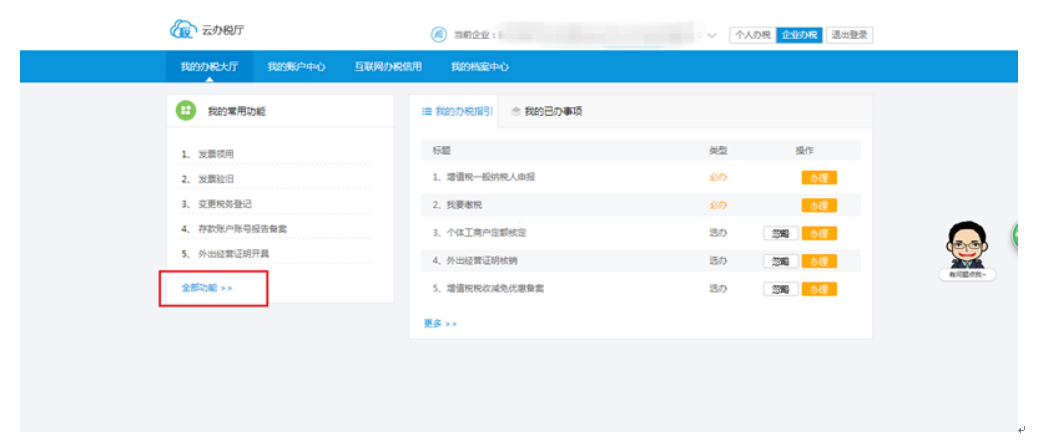 云办税厅
当前企业：
个人办税 企业办税 退出登录
我的办税大厅 我的账户中心 互联网办税信用 我的档案中心
我的常用功能
1、 发票领用
2、 发票验旧
3、 变更税务登记
4、 存款账户账号报告备案
5、 外出经营证明开具
全部功能 >>
我的办税指引 我的已办事项
标题 类型 操作
1、增值税一般纳税人申报 必办 办理
2、我要缴税 必办 办理
3、个体工商户定额核定 选办 忽略 办理
4、外出经营证明核销 选办 忽略 办理
5、增值税税收减免优惠备案 选办 忽略 办理
更多 >>
有问题点我~